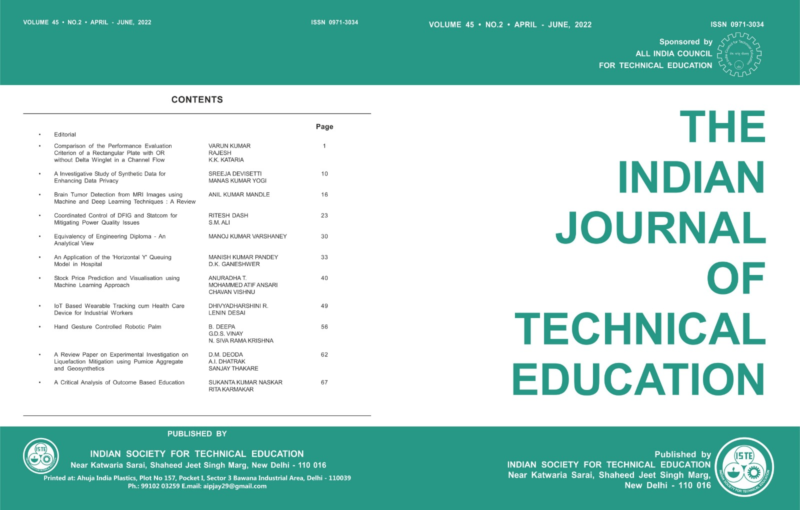 VOLUME 45 • NO.2 • APRIL - JUNE, 2022 ISSN 0971-3034
CONTENTS
Page
• Editorial
• Comparison of the Performance Evaluation VARUN KUMAR 1
Criterion of a Rectangular Plate with OR RAJESH
without Delta Winglet in a Channel Flow K.K. KATARIA
• A Investigative Study of Synthetic Data for SREEJA DEVISETTI 10
Enhancing Data Privacy MANAS KUMAR YOGI
• Brain Tumor Detection from MRI Images using ANIL KUMAR MANDLE 16
Machine and Deep Learning Techniques : A Review
• Coordinated Control of DFIG and Statcom for RITESH DASH 23
Mitigating Power Quality Issues S.M. ALI
• Equivalency of Engineering Diploma - An MANOJ KUMAR VARSHANEY 30
Analytical View
• An Application of the 'Horizontal Y' Queuing MANISH KUMAR PANDEY 33
Model in Hospital D.K. GANESHWER
• Stock Price Prediction and Visualisation using ANURADHA T. 40
Machine Learning Approach MOHAMMED ATIF ANSARI
CHAVAN VISHNU
• IoT Based Wearable Tracking cum Health Care DHIVYADHARSHINI R. 49
Device for Industrial Workers LENIN DESAI
• Hand Gesture Controlled Robotic Palm B. DEEPA 58
G.D.S. VINAY
N. SIVA RAMA KRISHNA
• A Review Paper on Experimental Investigation on D.M. DEODA 62
Liquefaction Mitigation using Pumice Aggregate A.I. DHATRAK
and Geosynthetics SANJAY THAKARE
• A Critical Analysis of Outcome Based Education SUKANTA KUMAR NASKAR 67
RITA KARMAKAR
PUBLISHED BY
(ISTE)
INDIAN SOCIETY FOR TECHNICAL EDUCATION
Near Katwaria Sarai, Shaheed Jeet Singh Marg, New Delhi - 110 016
Printed at: Ahuja India Plastics, Plot No 157, Pocket I, Sector 3 Bawana Industrial Area, Delhi - 110039
Ph.: 99102 03259 E.mail: aipjay29@gmail.com
VOLUME 45 • NO.2 • APRIL - JUNE, 2022 ISSN 0971-3034
Sponsored by
ALL INDIA COUNCIL
FOR TECHNICAL EDUCATION
THE
INDIAN
JOURNAL
OF
TECHNICAL
EDUCATION
Published by
INDIAN SOCIETY FOR TECHNICAL EDUCATION
Near Katwaria Sarai, Shaheed Jeet Singh Marg,
New Delhi - 110 016
(ISTE)